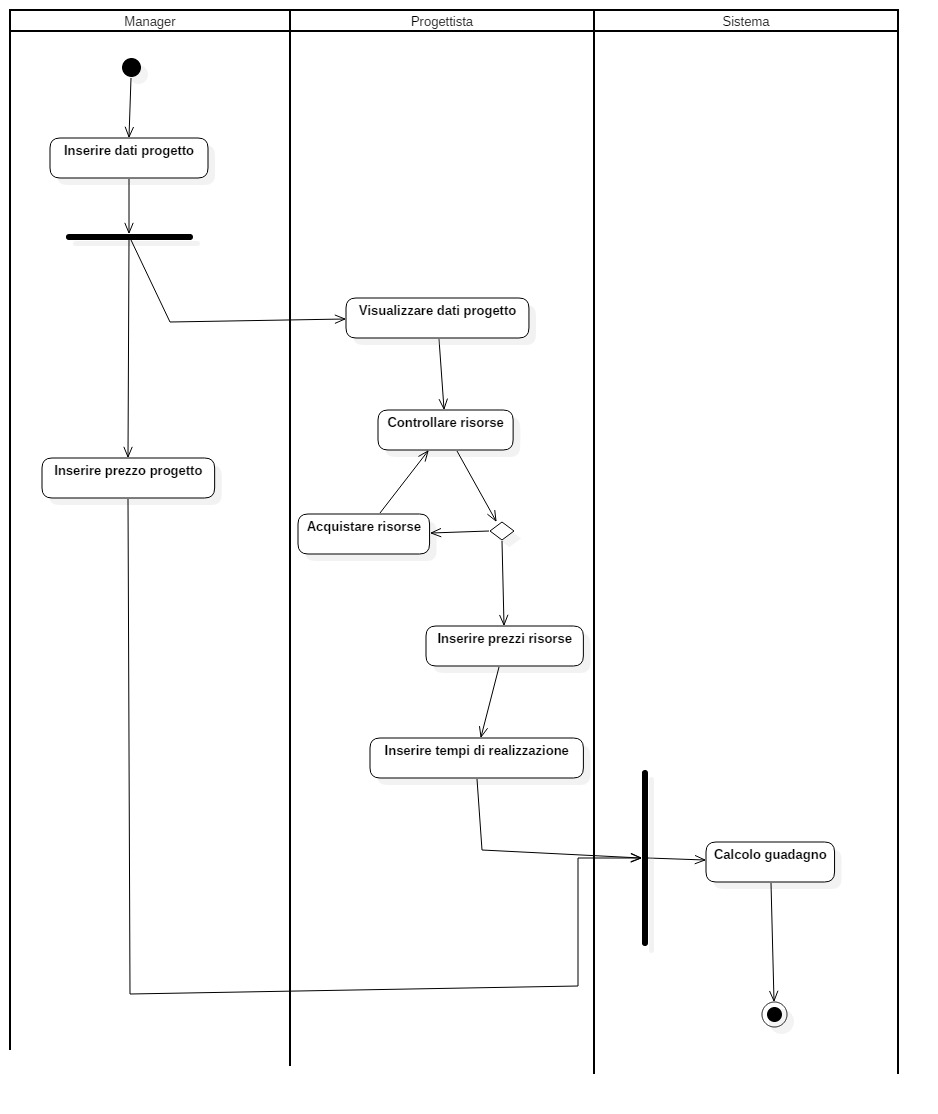 Manager
Progettista
Sistema
Inserire dati progetto
Visualizzare dati progetto
Controllare risorse
Inserire prezzo progetto
Acquistare risorse
Inserire prezzi risorse
Inserire tempi di realizzazione
Calcolo guadagno